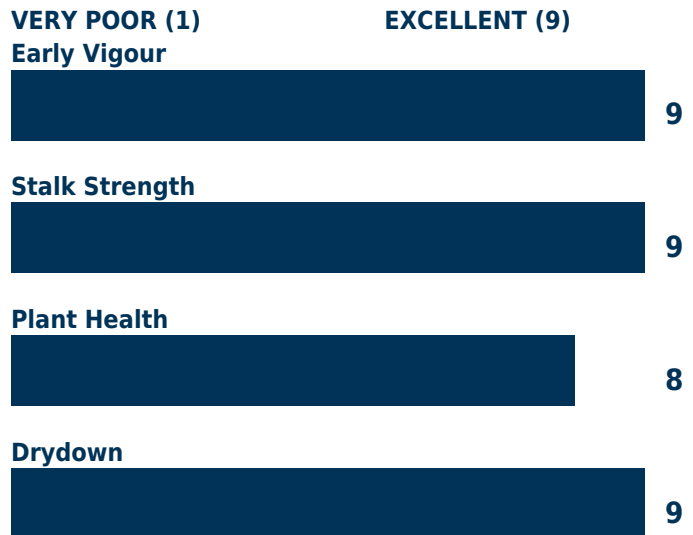 VERY POOR (1) EXCELLENT (9)
Early Vigour
9
Stalk Strength
9
Plant Health
8
Drydown
9